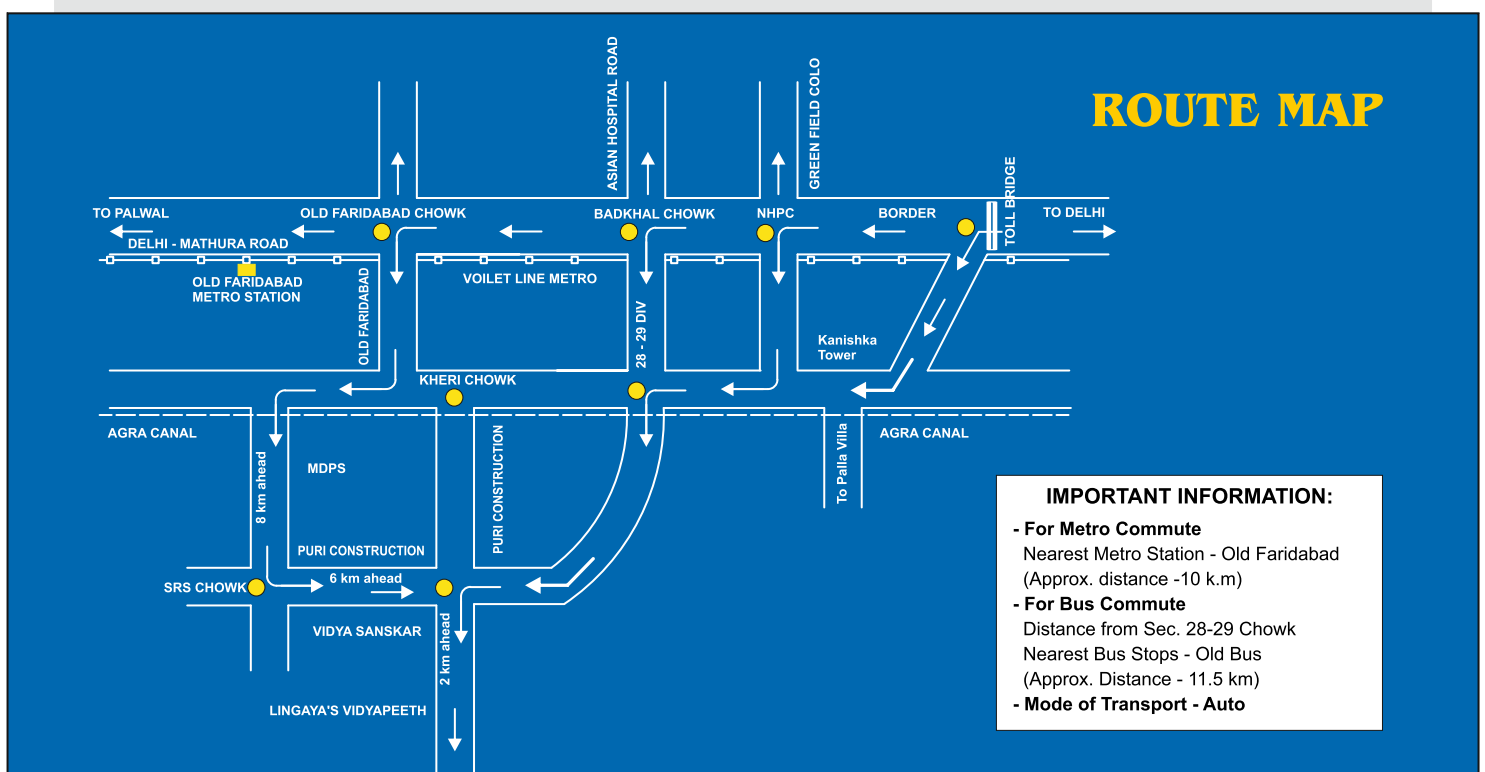 ROUTE MAP
ASIAN HOSPITAL ROAD
GREEN FIELD COLO
TOLL BRIDGE
TO PALWAL
OLD FARIDABAD CHOWK
BADKHAL CHOWK
NHPC
BORDER
TO DELHI
DELHI - MATHURA ROAD
OLD FARIDABAD
METRO STATION
VOILET LINE METRO
OLD FARIDABAD
28 - 29 DIV
Kanishka
Tower
KHERI CHOWK
AGRA CANAL
AGRA CANAL
8 km ahead
MDPS
PURI CONSTRUCTION
To Palla Villa
PURI CONSTRUCTION
SRS CHOWK
6 km ahead
VIDYA SANSKAR
2 km ahead
LINGAYA'S VIDYAPEETH
IMPORTANT INFORMATION:
- For Metro Commute
Nearest Metro Station - Old Faridabad
(Approx. distance -10 k.m)
- For Bus Commute
Distance from Sec. 28-29 Chowk
Nearest Bus Stops - Old Bus
(Approx. Distance - 11.5 km)
- Mode of Transport - Auto